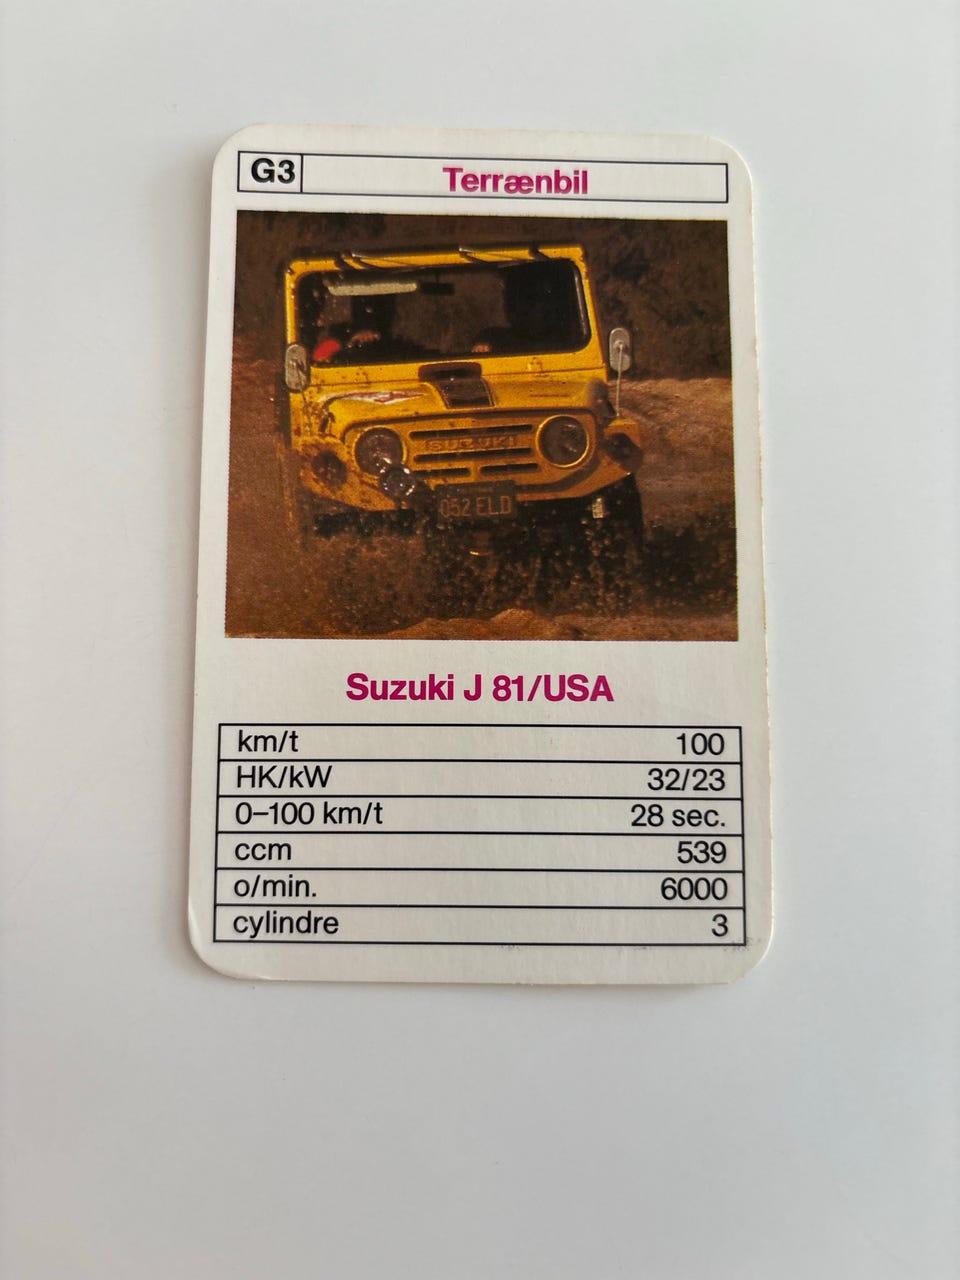 G3 Terrænbil
SUZUKI
052 ELD
Suzuki J 81/USA
km/t 100
HK/kW 32/23
0–100 km/t 28 sec.
ccm 539
o/min. 6000
cylindre 3